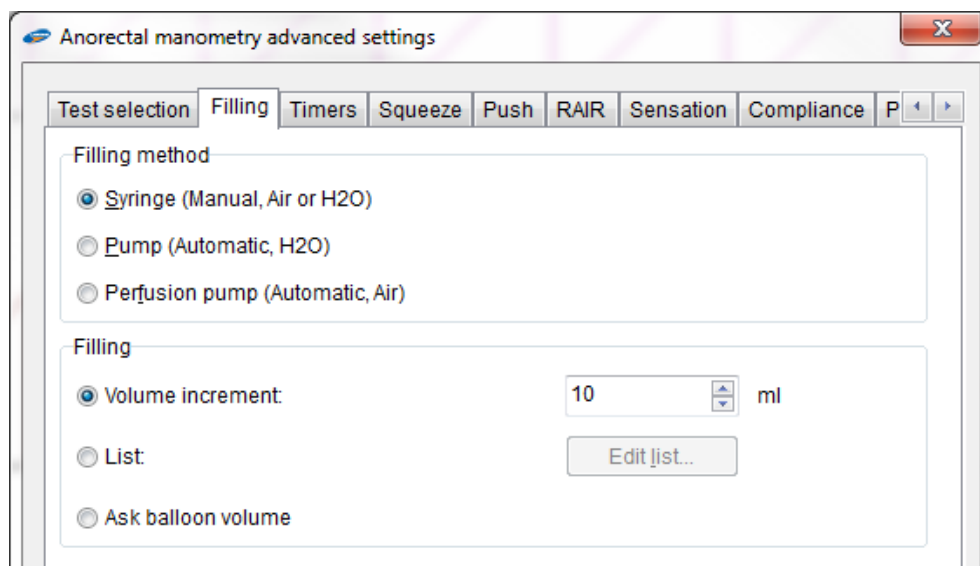 Anorectal manometry advanced settings
X
Test selection Filling Timers Squeeze Push RAIR Sensation Compliance P
Filling method
Syringe (Manual, Air or H2O)
Pump (Automatic, H2O)
Perfusion pump (Automatic, Air)
Filling
Volume increment: 10 ml
List: Edit list...
Ask balloon volume